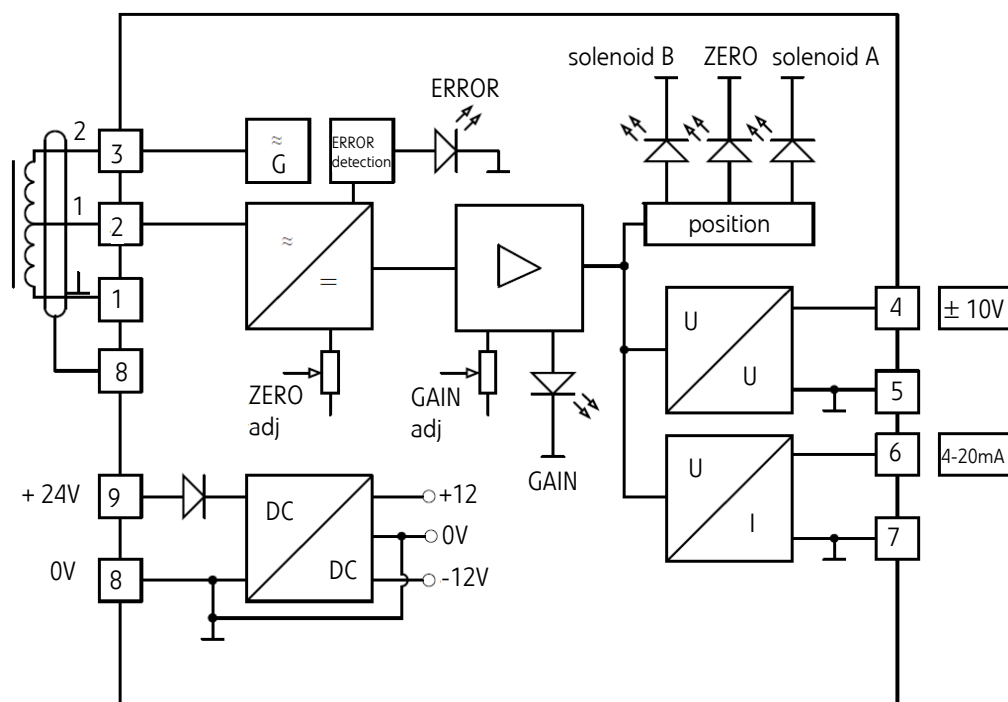 solenoid B
ZERO
solenoid A
ERROR
2
3
≈
G
ERROR
detection
1
2
≈
=
position
1
4
± 10V
U
U
8
5
ZERO
adj
GAIN
adj
6
4-20mA
GAIN
U
I
+ 24V
9
DC
DC
+12
0V
-12V
7
0V
8